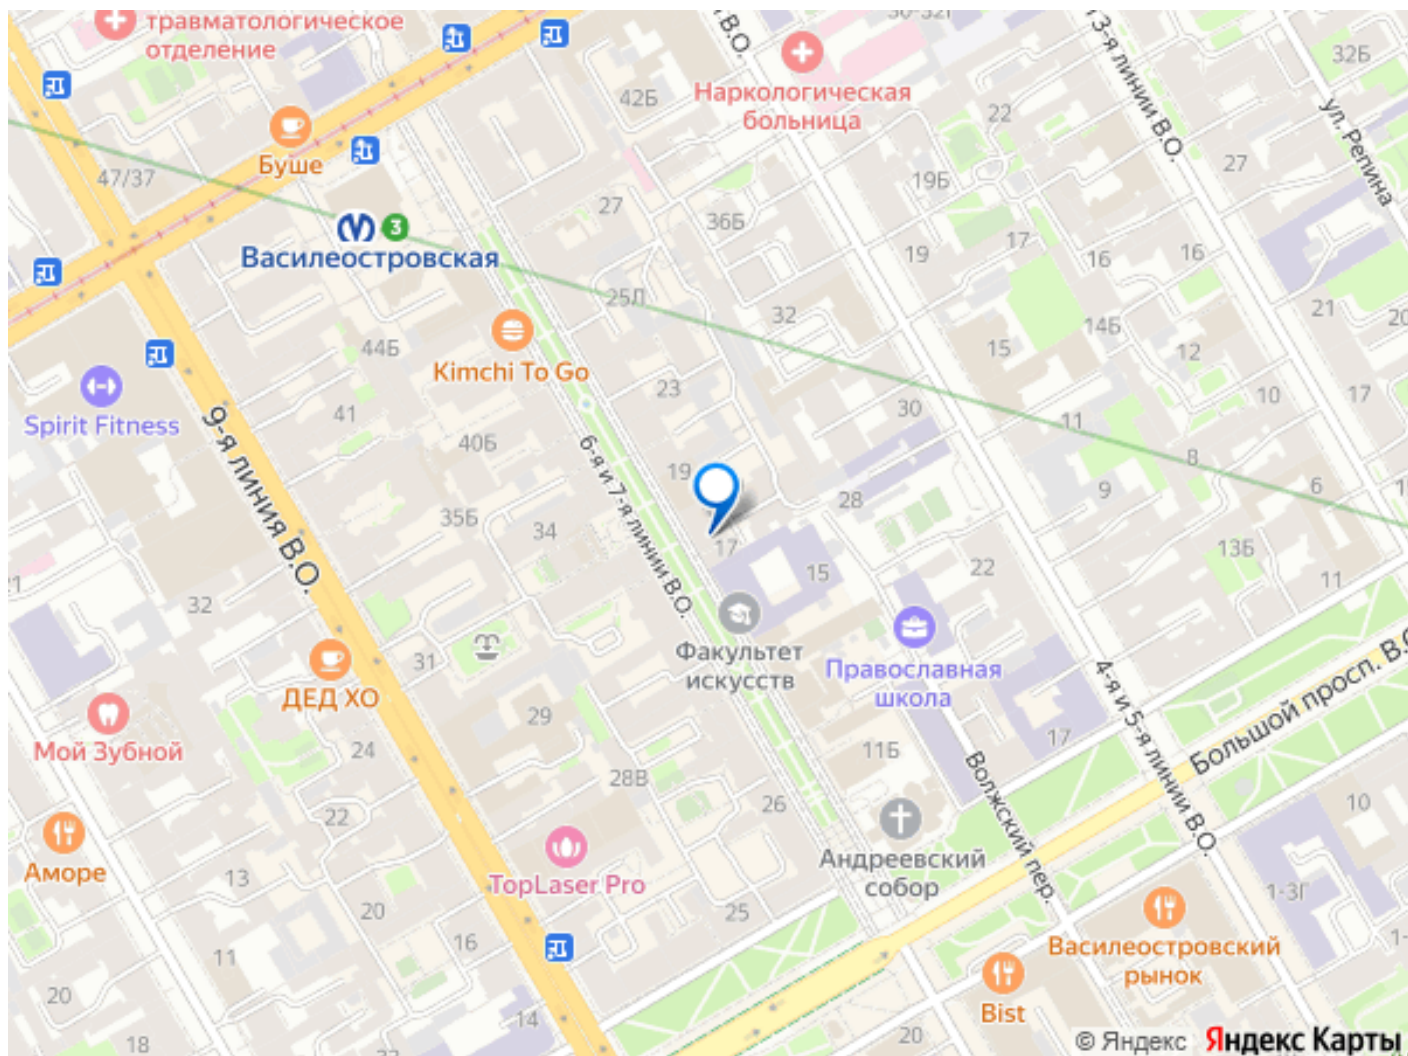 травматологическое
отделение
В.О.
30-32Г
Наркологическая
больница
42Б
22
32Б
2-я и 3-я линии В.О.
ул. Репина
Буше
47/37
27
19Б
27
36Б
3
Василеостровская
19
17
16
16
25Л
32
21
20
14Б
15
12
Kimchi To Go
44Б
23
10
17
Spirit Fitness
41
30
11
9-я линия В.О.
40Б
6-я и 7-я линии В.О.
19
8
28
9
6
35Б
34
17
13Б
15
22
11
32
Факультет
искусств
Православная
школа
31
ДЕД ХО
4-я и 5-я линии В.О.
Большой просп. В.О.
29
17
Мой Зубной
24
11Б
28В
Волжский пер.
26
22
10
Андреевский
собор
Аморе
TopLaser Pro
13
1-3Г
20
25
16
Василеостровский
рынок
11
20
Bist
14
20
18
© Яндекс Яндекс Карты